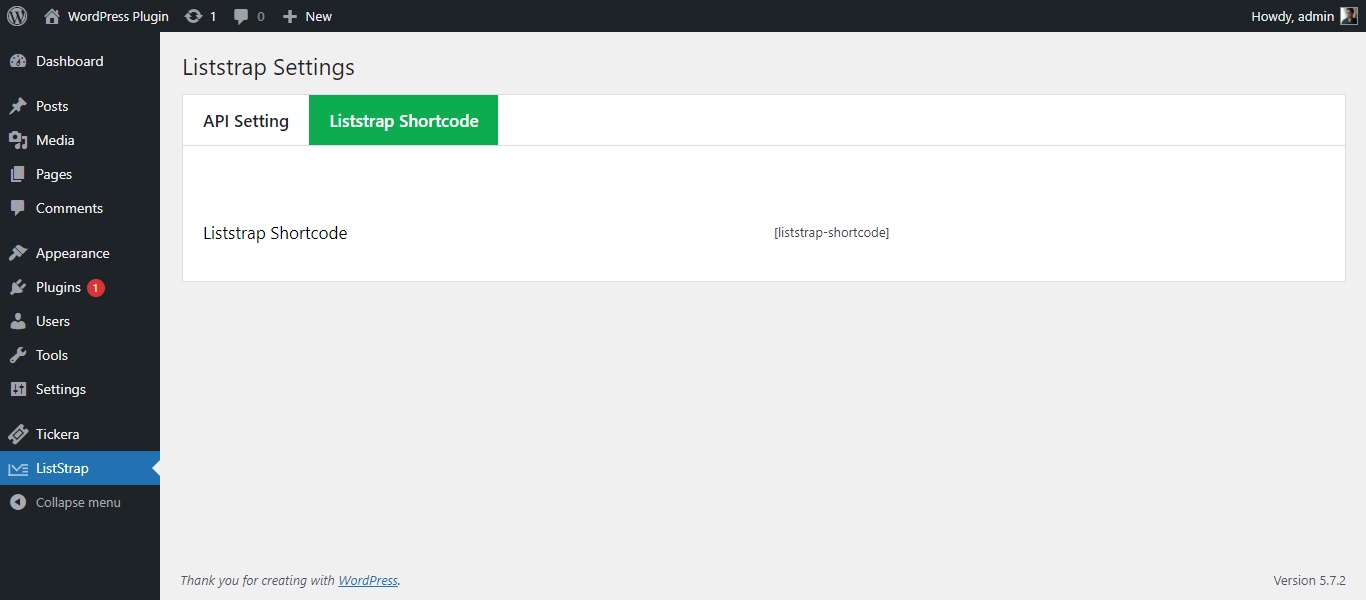 WordPress Plugin 1 0 New Howdy, admin
Dashboard
Posts
Media
Pages
Comments
Appearance
Plugins 1
Users
Tools
Settings
Tickera
ListStrap
Collapse menu
Liststrap Settings
API Setting Liststrap Shortcode
Liststrap Shortcode [liststrap-shortcode]
Thank you for creating with WordPress. Version 5.7.2